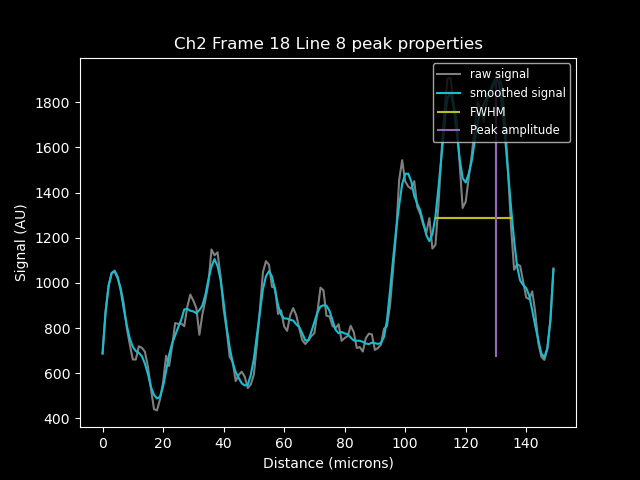 Ch2 Frame 18 Line 8 peak properties
raw signal
smoothed signal
FWHM
Peak amplitude
1800
1600
1400
1200
1000
800
600
400
Signal (AU)
0 20 40 60 80 100 120 140
Distance (microns)